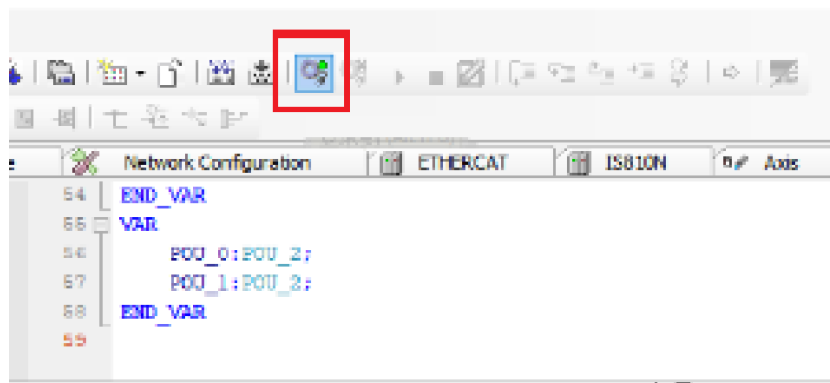 Network Configuration ETHERCAT IS810N Axis
54 END_VAR
55 VAR
56 POU_0:POU_2;
57 POU_1:POU_2;
58 END_VAR
59